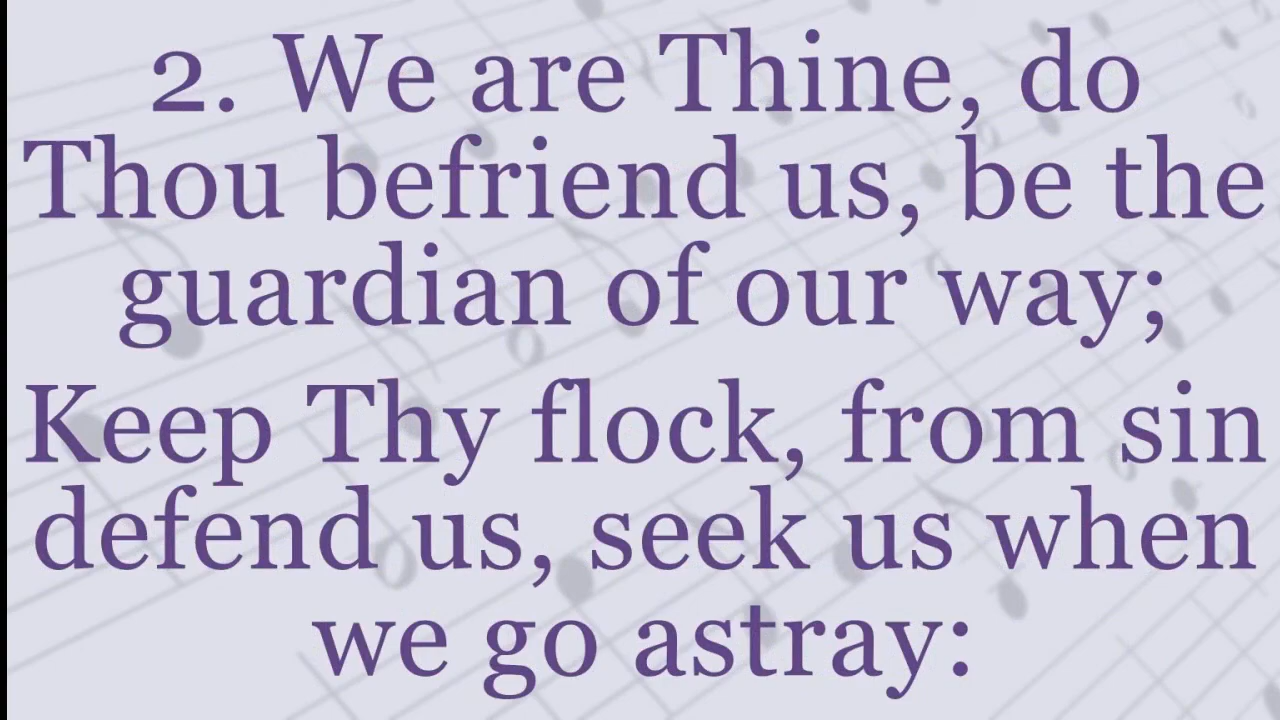 2. We are Thine, do
Thou befriend us, be the
guardian of our way;
Keep Thy flock, from sin
defend us, seek us when
we go astray: